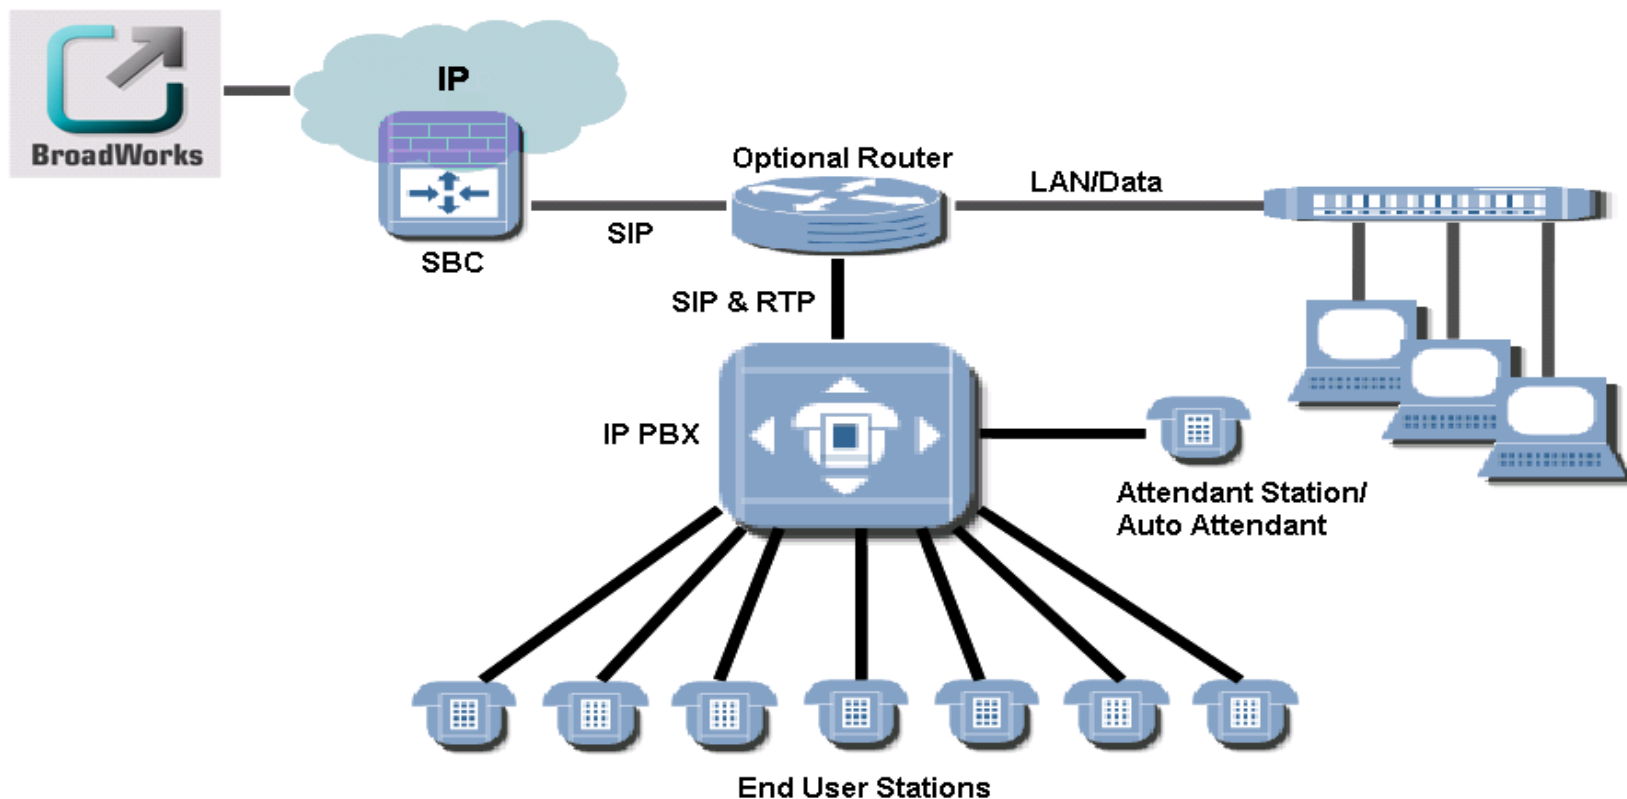 IP
BroadWorks
Optional Router
LAN/Data
SIP
SBC
SIP & RTP
IP PBX
Attendant Station/
Auto Attendant
End User Stations